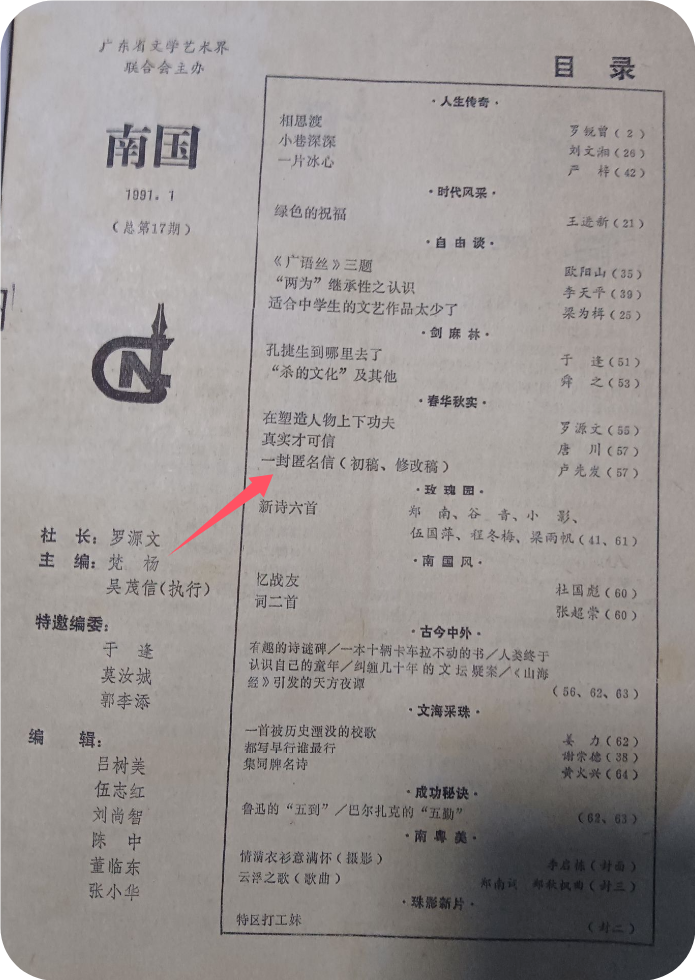 广东省文学艺术界
联合会主办
南国
1991.1
（总第17期）
社 长：罗源文
主 编：梵 杨
吴茂信（执行）
特邀编委：
于 逢
莫汝城
郭李添
编 辑：
吕树美
伍志红
刘尚智
陈 中
董临东
张小华
目 录
·人生传奇·
相思渡 罗锐曾（2）
小巷深深 刘文湘（26）
一片冰心 严 梓（42）
·时代风采·
绿色的祝福 王进新（21）
·自由谈·
《广语丝》三题 欧阳山（35）
“两为”继承性之认识 李天平（39）
适合中学生的文艺作品太少了 梁为楫（25）
·剑麻林·
孔捷生到哪里去了 于 逢（51）
“杀的文化”及其他 舜 之（53）
·春华秋实·
在塑造人物上下功夫 罗源文（55）
真实才可信 唐 川（57）
一封匿名信（初稿、修改稿） 卢先发（57）
·玫瑰园·
新诗六首 郑 南、谷 音、小 影、
伍国萍、程冬梅、梁雨帆（41、61）
·南国风·
忆战友 杜国彪（60）
词二首 张超崇（60）
·古今中外·
有趣的诗谜碑／一本十辆卡车拉不动的书／人类终于
认识自己的童年／纠缠几十年的文坛疑案／《山海
经》引发的天方夜谭 （56、62、63）
·文海采珠·
一首被历史湮没的校歌 姜 力（62）
都写早行谁最行 谢宗德（38）
集词牌名诗 黄火兴（64）
·成功秘诀·
鲁迅的“五到”／巴尔扎克的“五勤” （62、63）
·南粤美·
情满衣衫意满怀（摄影） 李启栋（封面）
云浮之歌（歌曲） 郑南词 郑秋枫曲（封三）
·珠影新片·
特区打工妹 （封二）